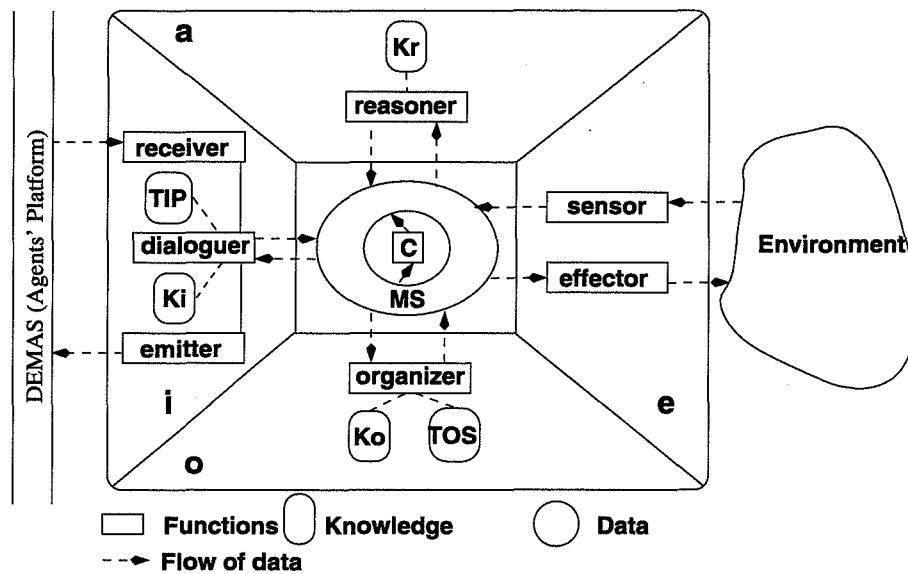 a
Kr
reasoner
DEMAS (Agents' Platform)
receiver
TIP
dialoguer
Ki
emitter
i
C
MS
sensor
effector
Environment
organizer
Ko
TOS
o
e
Functions
Knowledge
Data
Flow of data